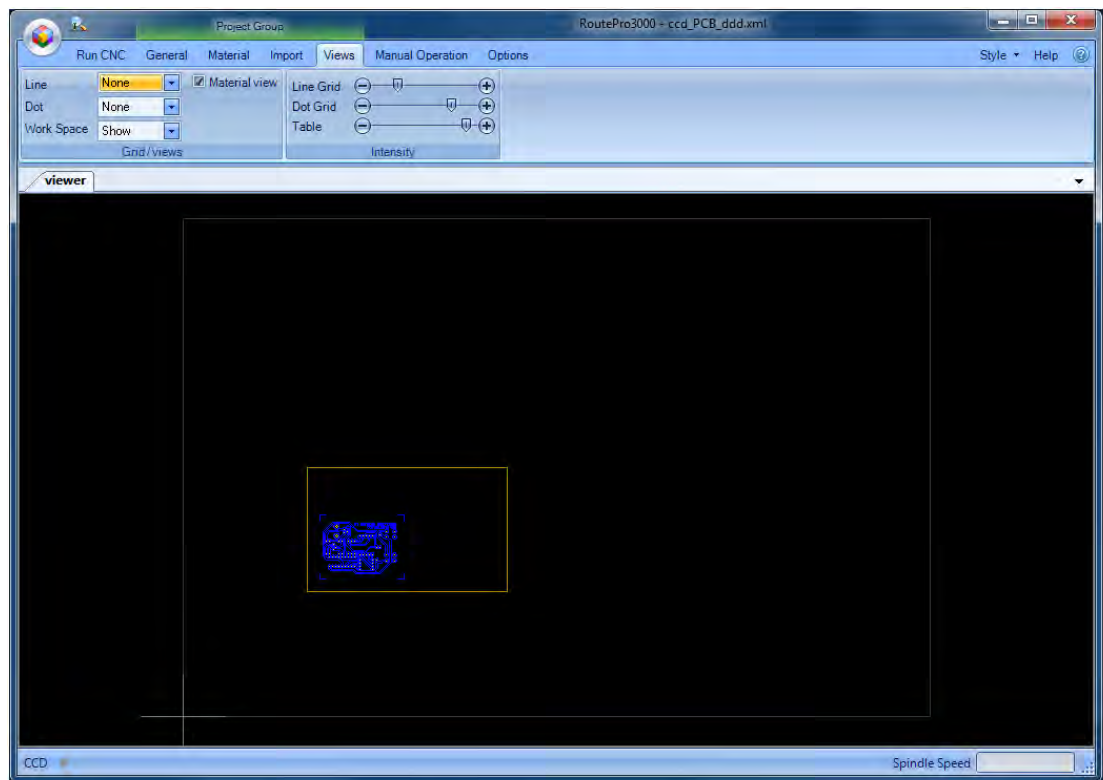 Project Group
RoutePro3000 - ccd_PCB_ddd.xml
Run CNC General Material Import Views Manual Operation Options Style Help
Line None Material view Line Grid
Dot None Dot Grid
Work Space Show Table
Grid / views Intensity
viewer
CCD Spindle Speed